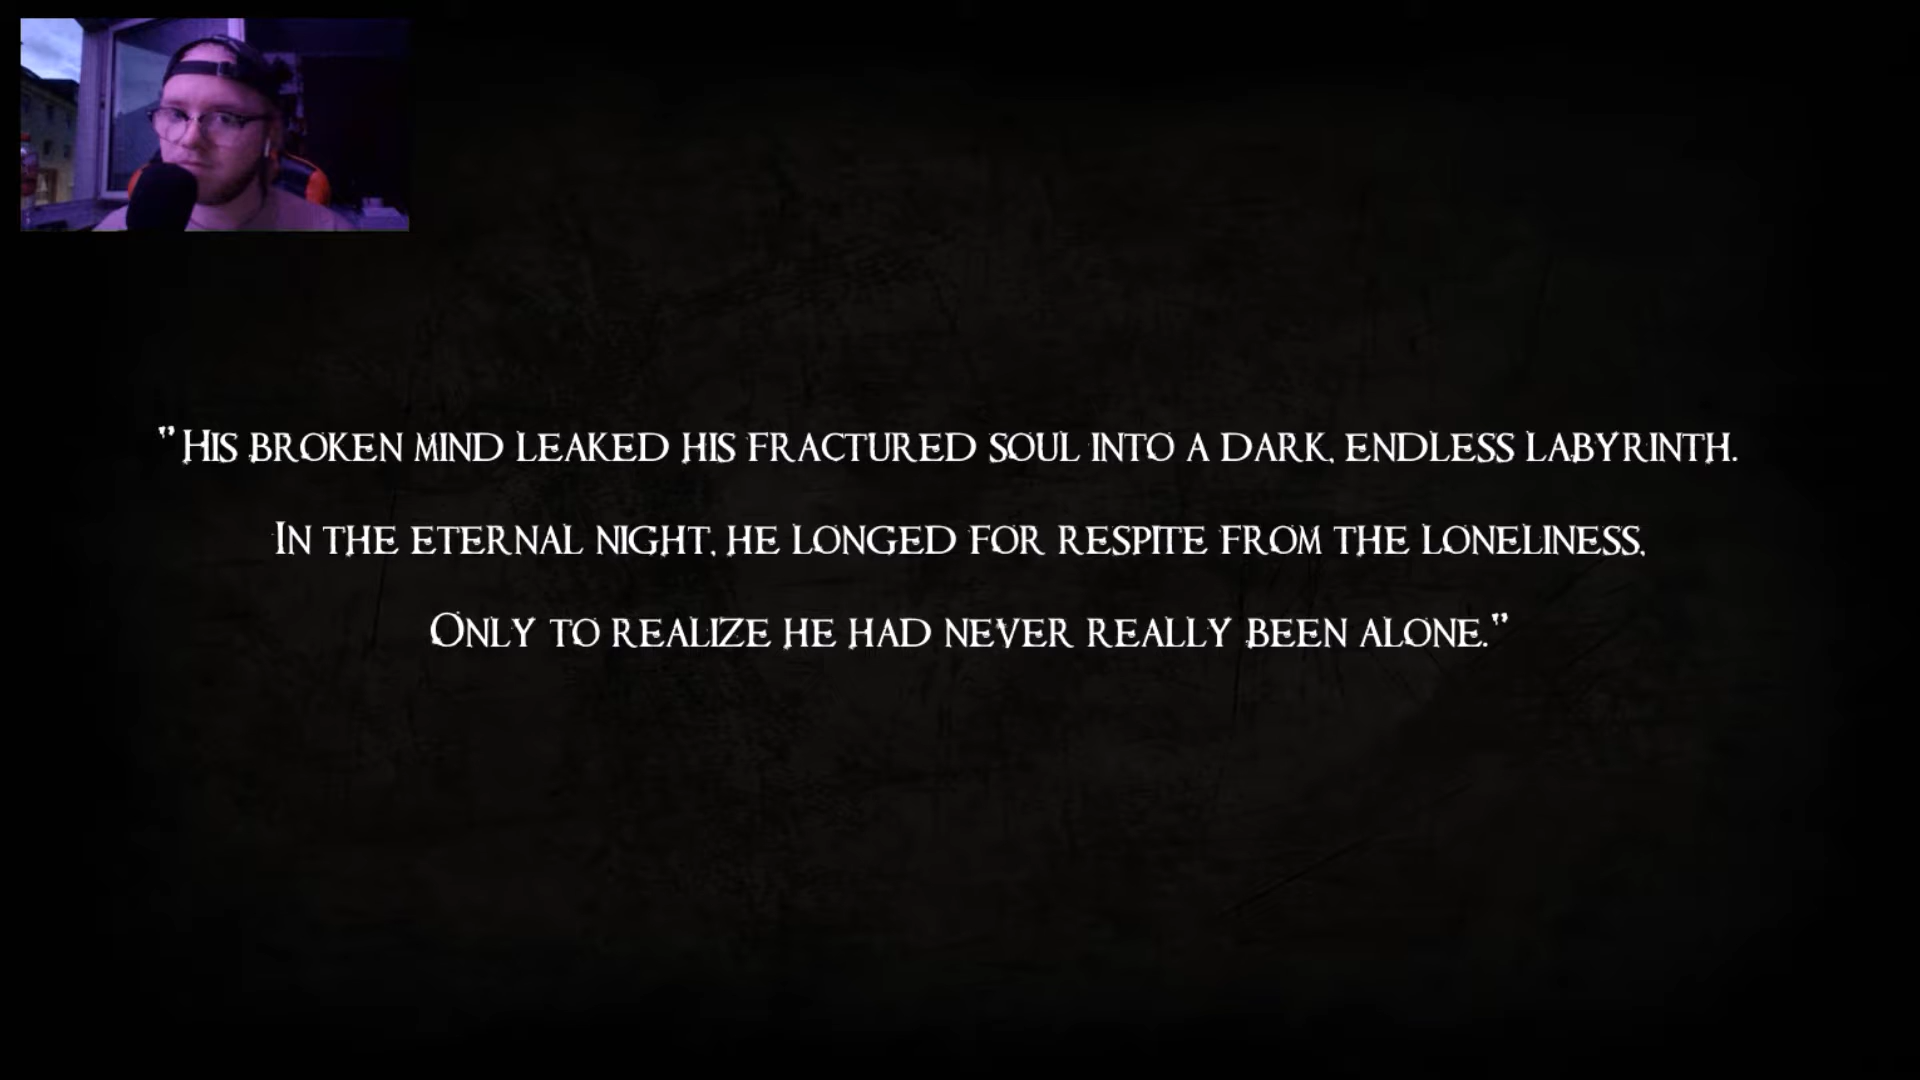 "His broken mind leaked his fractured soul into a dark, endless labyrinth.
In the eternal night, he longed for respite from the loneliness,
Only to realize he had never really been alone."